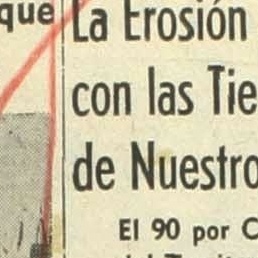 que
La Erosión
con las Tie
de Nuestro
El 90 por C